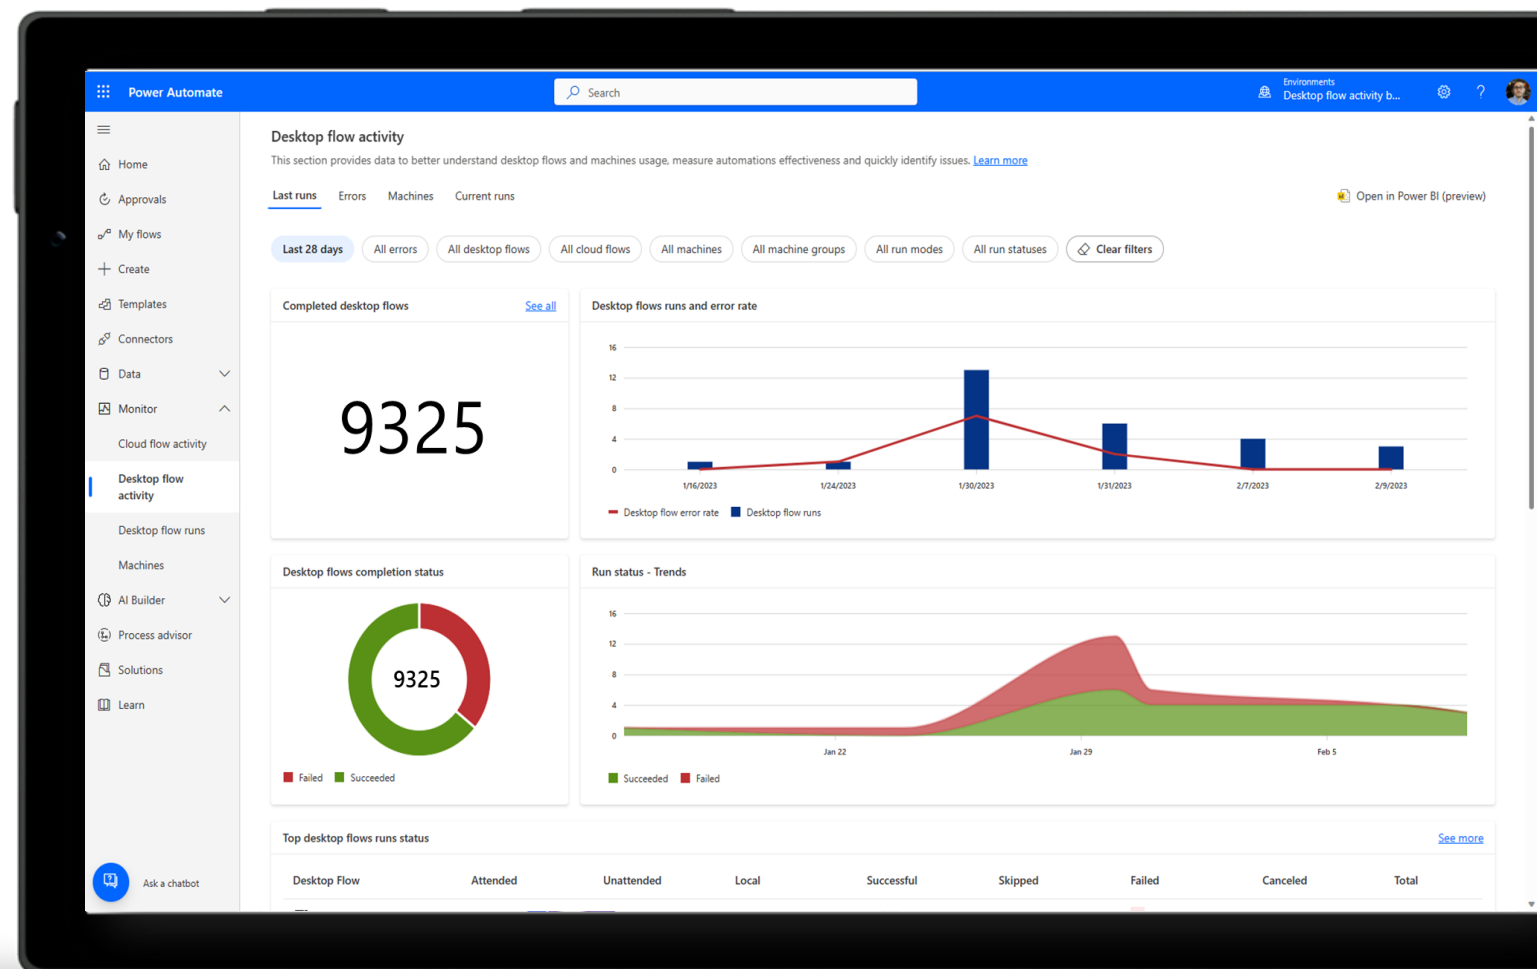 Power Automate
Search
Environments
Desktop flow activity b...
Home
Approvals
My flows
Create
Templates
Connectors
Data
Monitor
Cloud flow activity
Desktop flow
activity
Desktop flow runs
Machines
AI Builder
Process advisor
Solutions
Learn
Ask a chatbot
Desktop flow activity
This section provides data to better understand desktop flows and machines usage, measure automations effectiveness and quickly identify issues. Learn more
Last runs Errors Machines Current runs
Open in Power BI (preview)
Last 28 days All errors All desktop flows All cloud flows All machines All machine groups All run modes All run statuses Clear filters
Completed desktop flows See all
9325
Desktop flows runs and error rate
16
12
8
4
0
1/16/2023 1/24/2023 1/30/2023 1/31/2023 2/7/2023 2/9/2023
Desktop flow error rate Desktop flow runs
Desktop flows completion status
9325
Failed Succeeded
Run status - Trends
16
12
8
4
0
Jan 22 Jan 29 Feb 5
Succeeded Failed
Top desktop flows runs status See more
Desktop Flow Attended Unattended Local Successful Skipped Failed Canceled Total